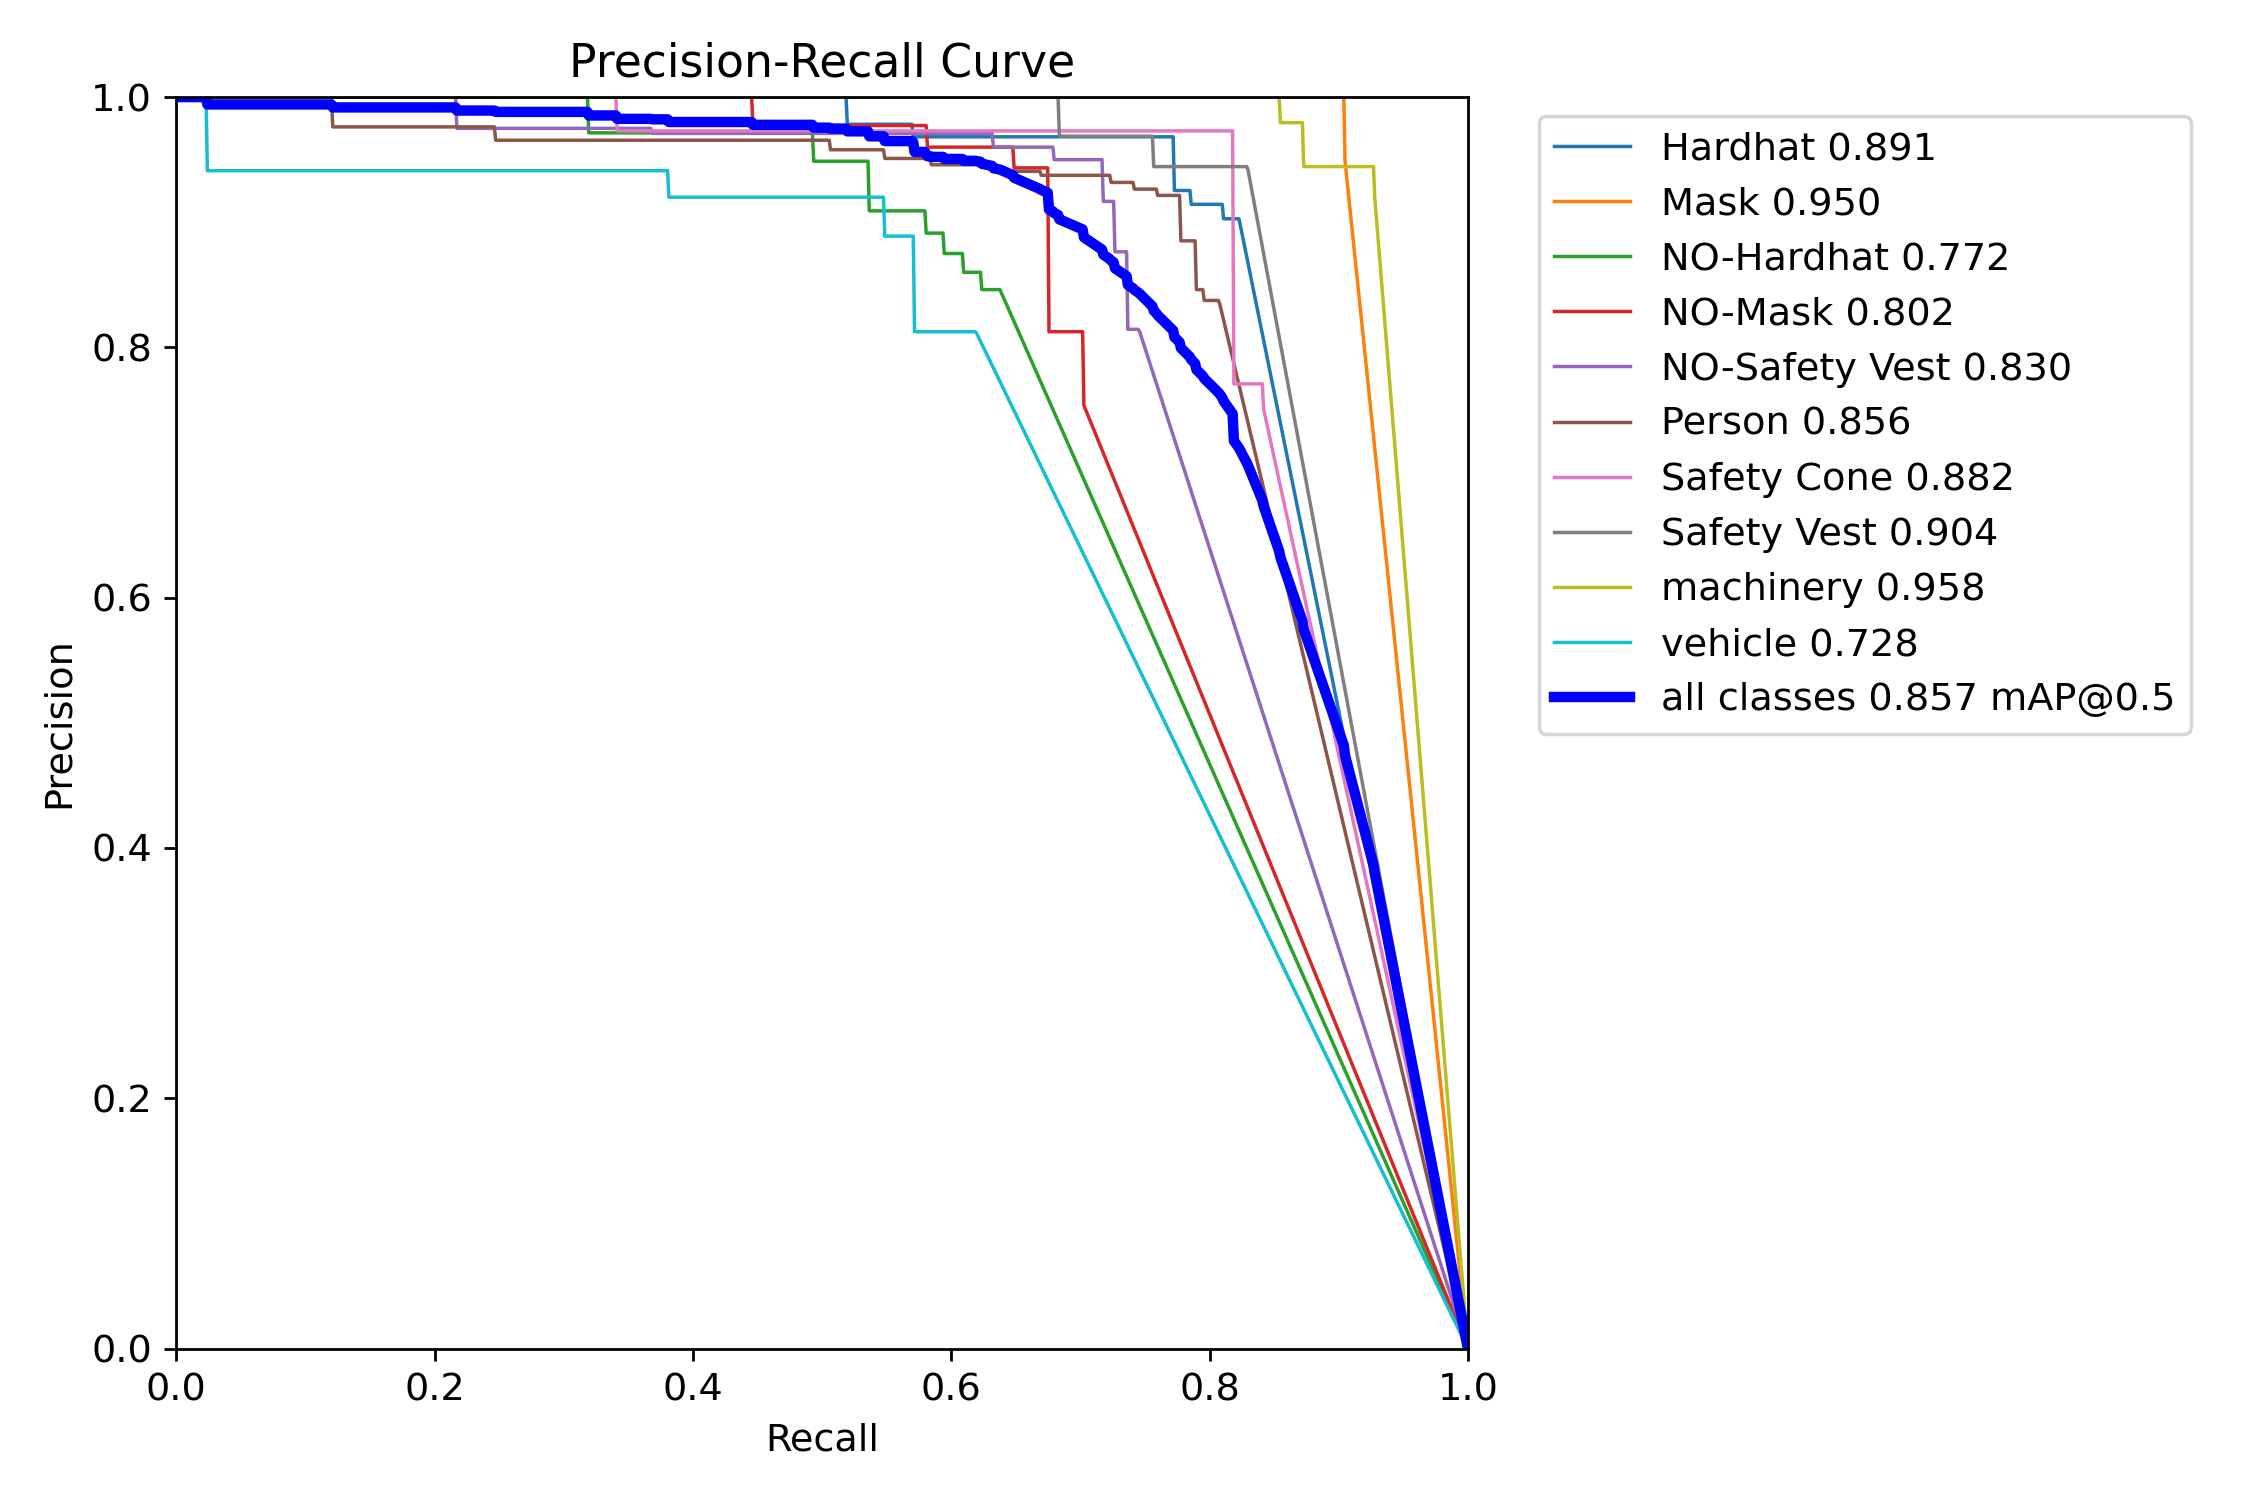 Precision-Recall Curve
1.0
0.8
0.6
0.4
0.2
0.0
Precision
0.0 0.2 0.4 0.6 0.8 1.0
Recall
Hardhat 0.891
Mask 0.950
NO-Hardhat 0.772
NO-Mask 0.802
NO-Safety Vest 0.830
Person 0.856
Safety Cone 0.882
Safety Vest 0.904
machinery 0.958
vehicle 0.728
all classes 0.857 mAP@0.5